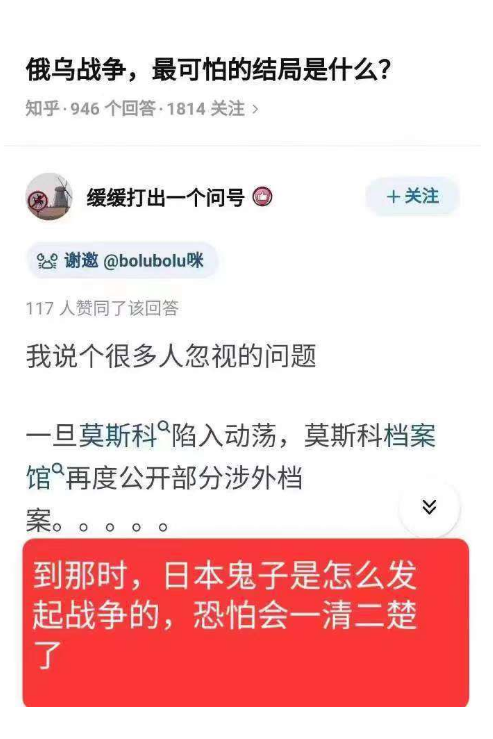 俄乌战争，最可怕的结局是什么？
知乎·946 个回答·1814 关注 >
缓缓打出一个问号
＋关注
谢邀 @bolubolu咪
117 人赞同了该回答
我说个很多人忽视的问题
一旦莫斯科陷入动荡，莫斯科档案
馆再度公开部分涉外档
案。。。。。
到那时，日本鬼子是怎么发
起战争的，恐怕会一清二楚
了